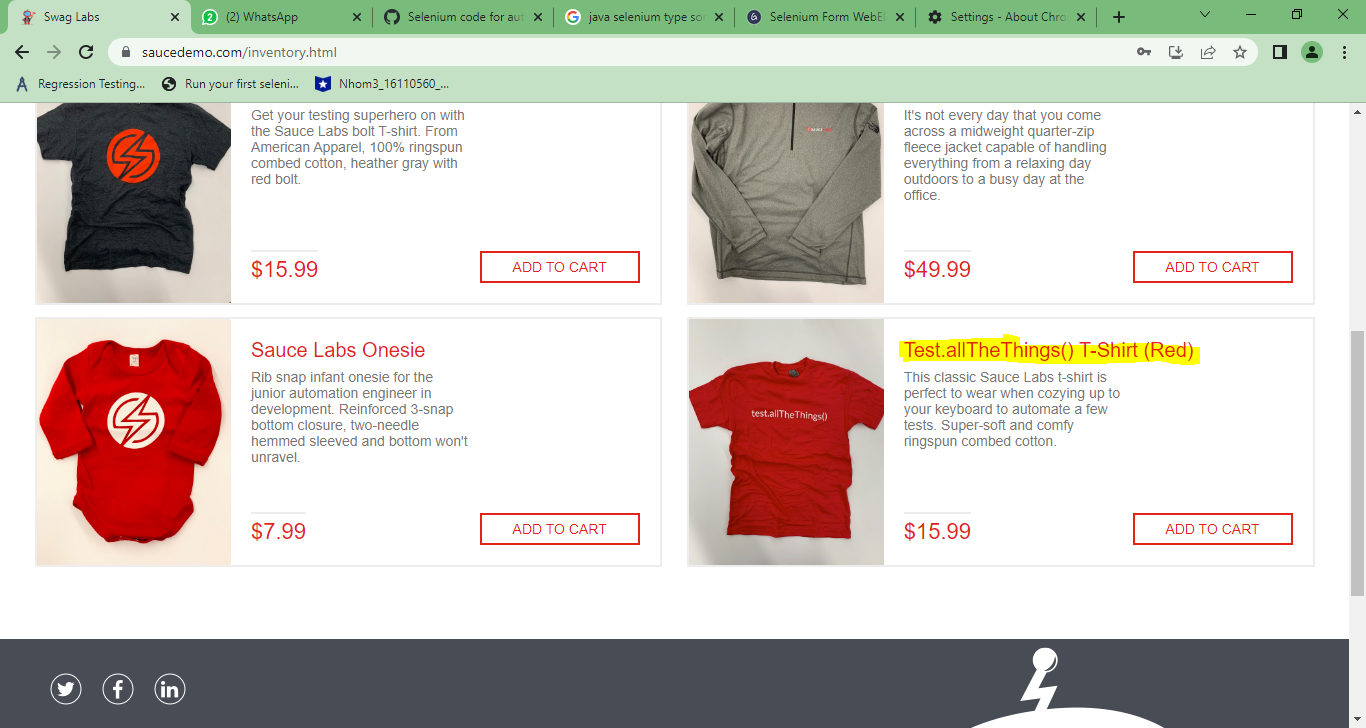 Swag Labs
(2) WhatsApp
Selenium code for aut
java selenium type sor
Selenium Form WebEl
Settings - About Chro
saucedemo.com/inventory.html
Regression Testing...
Run your first seleni...
Nhom3_16110560_...
Get your testing superhero on with
the Sauce Labs bolt T-shirt. From
American Apparel, 100% ringspun
combed cotton, heather gray with
red bolt.
$15.99
ADD TO CART
It's not every day that you come
across a midweight quarter-zip
fleece jacket capable of handling
everything from a relaxing day
outdoors to a busy day at the
office.
$49.99
ADD TO CART
Sauce Labs Onesie
Rib snap infant onesie for the
junior automation engineer in
development. Reinforced 3-snap
bottom closure, two-needle
hemmed sleeved and bottom won't
unravel.
$7.99
ADD TO CART
test.allTheThings()
Test.allTheThings() T-Shirt (Red)
This classic Sauce Labs t-shirt is
perfect to wear when cozying up to
your keyboard to automate a few
tests. Super-soft and comfy
ringspun combed cotton.
$15.99
ADD TO CART